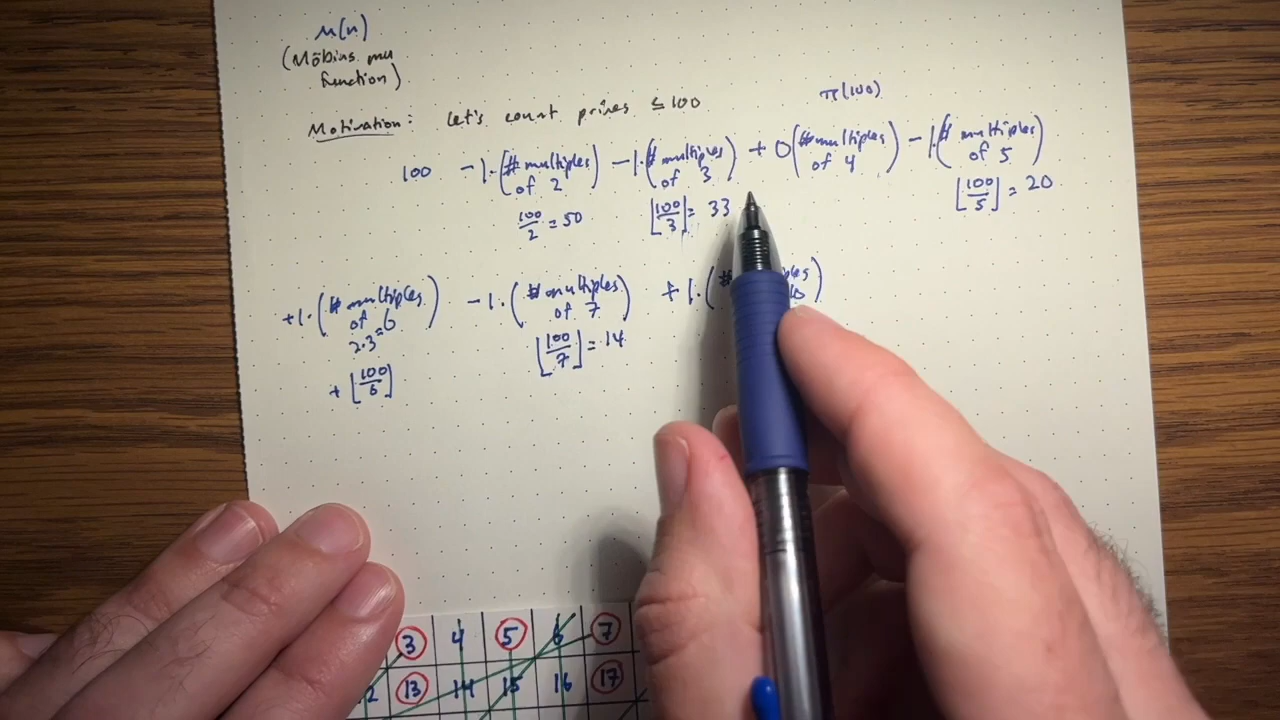 μ(n)
(Möbius mu
function)
Motivation: Let's count primes ≤ 100
π(100)
100 - 1·(# multiples of 2) - 1·(# multiples of 3) + 0(# multiples of 4) - 1·(# multiples of 5)
100/2 = 50 ⌊100/3⌋ = 33 ⌊100/5⌋ = 20
+1·(# multiples of 6) - 1·(# multiples of 7) + 1·(#
2·3=6
+ ⌊100/6⌋ ⌊100/7⌋ = 14
3 4 5 6 7
13 14 15 16 17